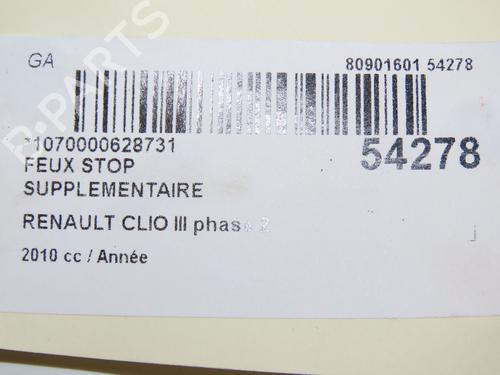 GA
80901601 54278
*1070000628731
54278
FEUX STOP
SUPPLEMENTAIRE
RENAULT CLIO III phase 2
2010 cc / Année
B-PARTS